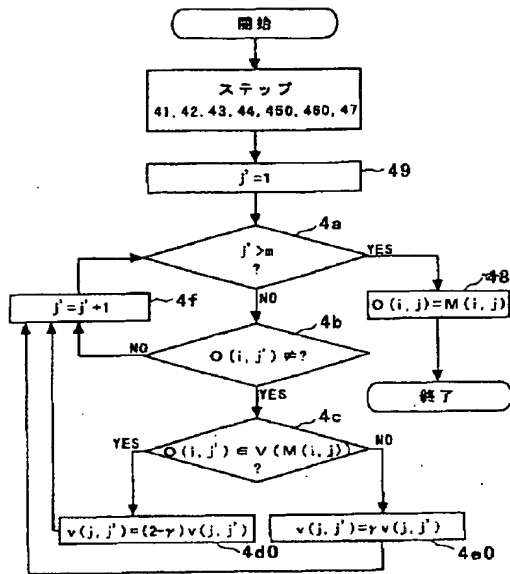 開始
ステップ
41, 42, 43, 44, 450, 460, 47
j'=1
49
4a
j'>m
?
YES
48
j'=j'+1
4f
O(i, j)=M(i, j)
NO
4b
NO
O(i, j')≠?
終了
YES
4c
YES
O(i, j')∈V(M(i, j))
?
NO
v(j, j')=(2-γ)v(j, j')
v(j, j')=γv(j, j')
4d0
4e0